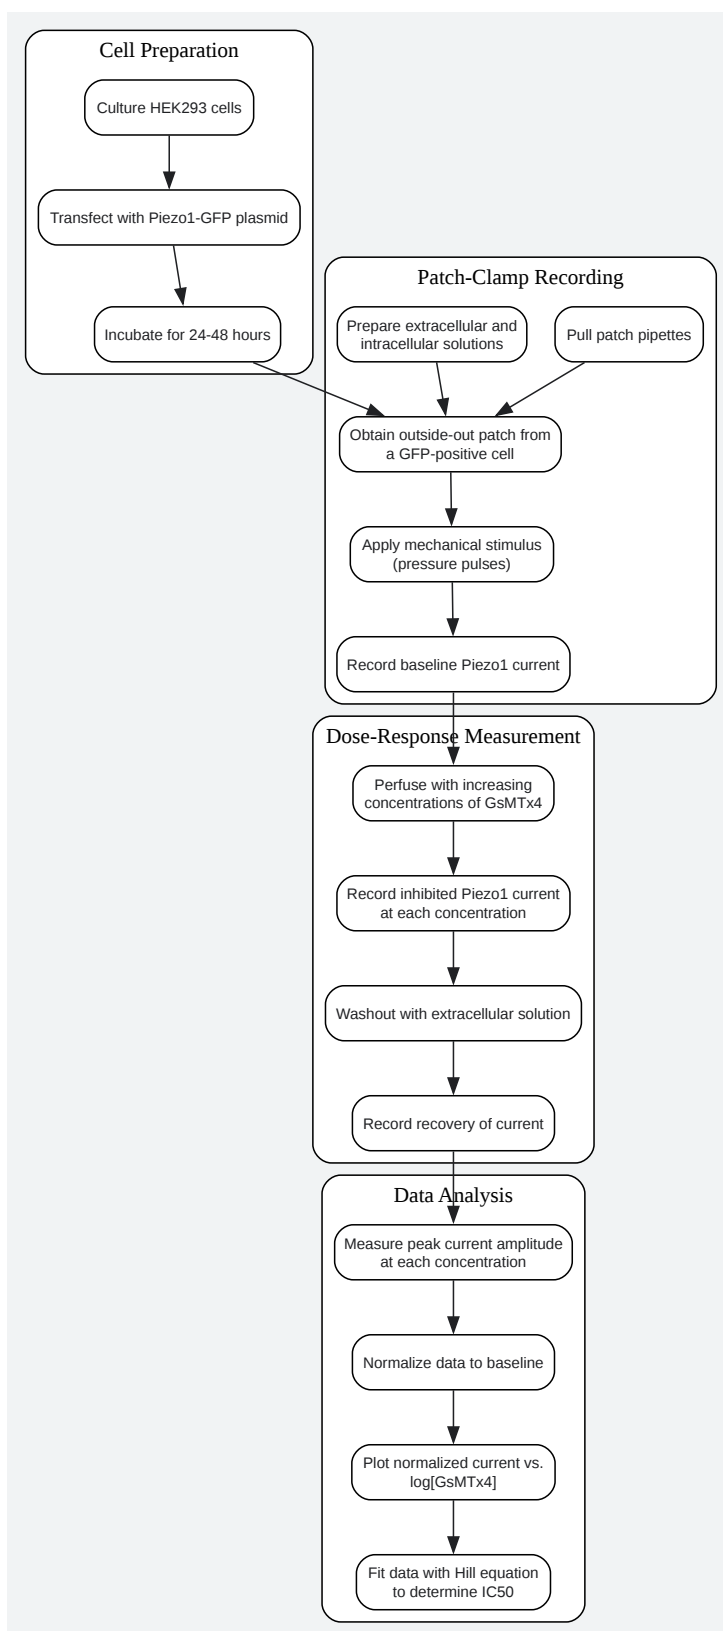 Cell Preparation
Culture HEK293 cells
Transfect with Piezo1-GFP plasmid
Incubate for 24-48 hours
Patch-Clamp Recording
Prepare extracellular and
intracellular solutions
Pull patch pipettes
Obtain outside-out patch from
a GFP-positive cell
Apply mechanical stimulus
(pressure pulses)
Record baseline Piezo1 current
Dose-Response Measurement
Perfuse with increasing
concentrations of GsMTx4
Record inhibited Piezo1 current
at each concentration
Washout with extracellular solution
Record recovery of current
Data Analysis
Measure peak current amplitude
at each concentration
Normalize data to baseline
Plot normalized current vs.
log[GsMTx4]
Fit data with Hill equation
to determine IC50